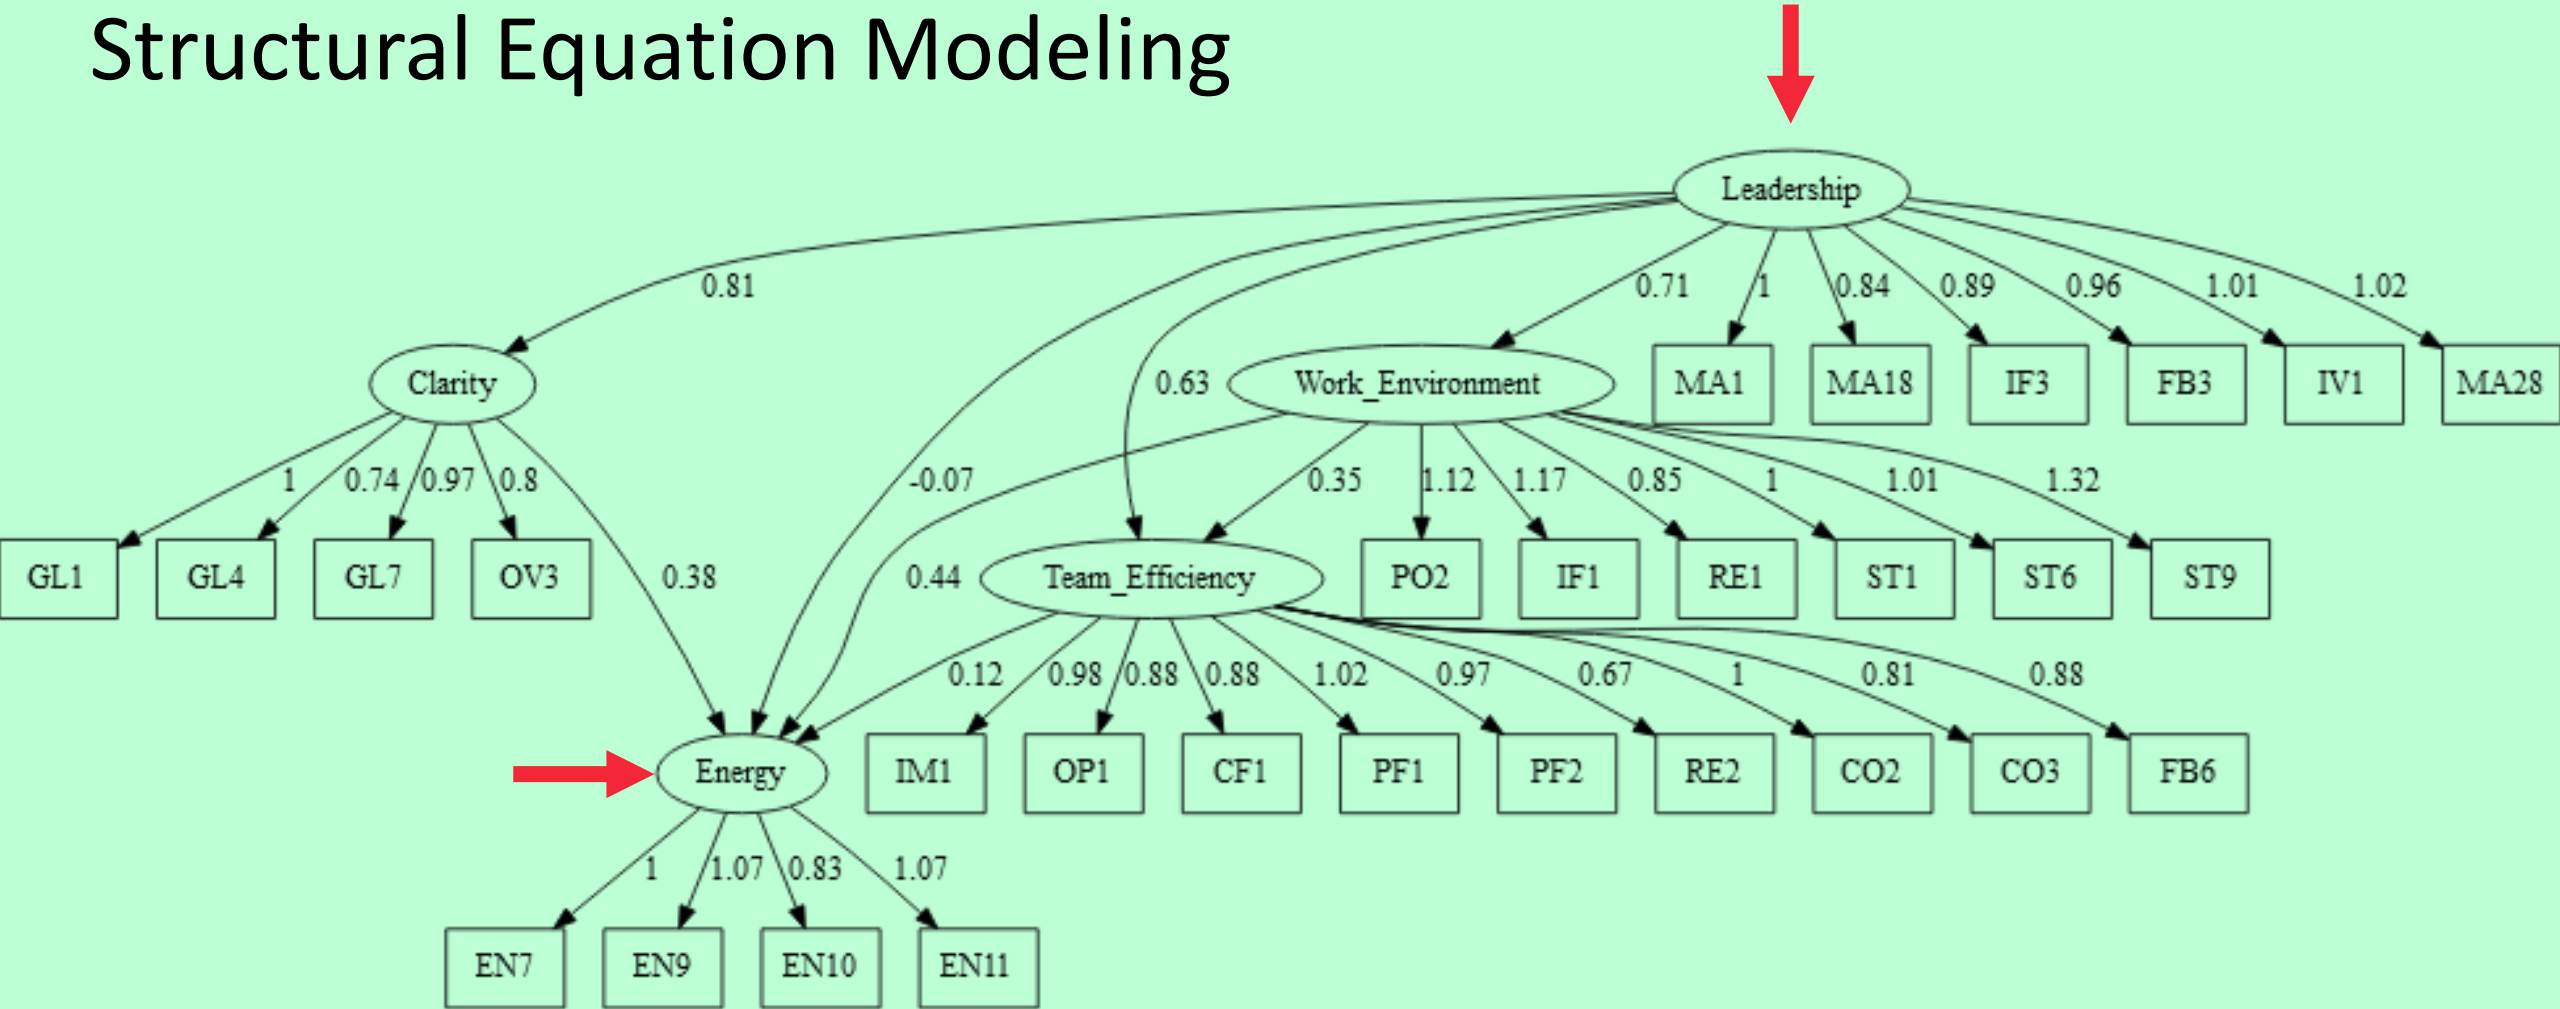 Structural Equation Modeling
Leadership
0.81
0.71
1
0.84
0.89
0.96
1.01
1.02
Clarity
0.63
Work_Environment
MA1
MA18
IF3
FB3
IV1
MA28
1
0.74
0.97
0.8
-0.07
0.35
1.12
1.17
0.85
1
1.01
1.32
GL1
GL4
GL7
OV3
0.38
0.44
Team_Efficiency
PO2
IF1
RE1
ST1
ST6
ST9
0.12
0.98
0.88
0.88
1.02
0.97
0.67
1
0.81
0.88
Energy
IM1
OP1
CF1
PF1
PF2
RE2
CO2
CO3
FB6
1
1.07
0.83
1.07
EN7
EN9
EN10
EN11